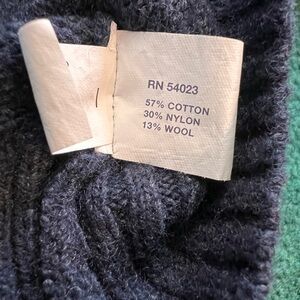 RN 54023
57% COTTON
30% NYLON
13% WOOL